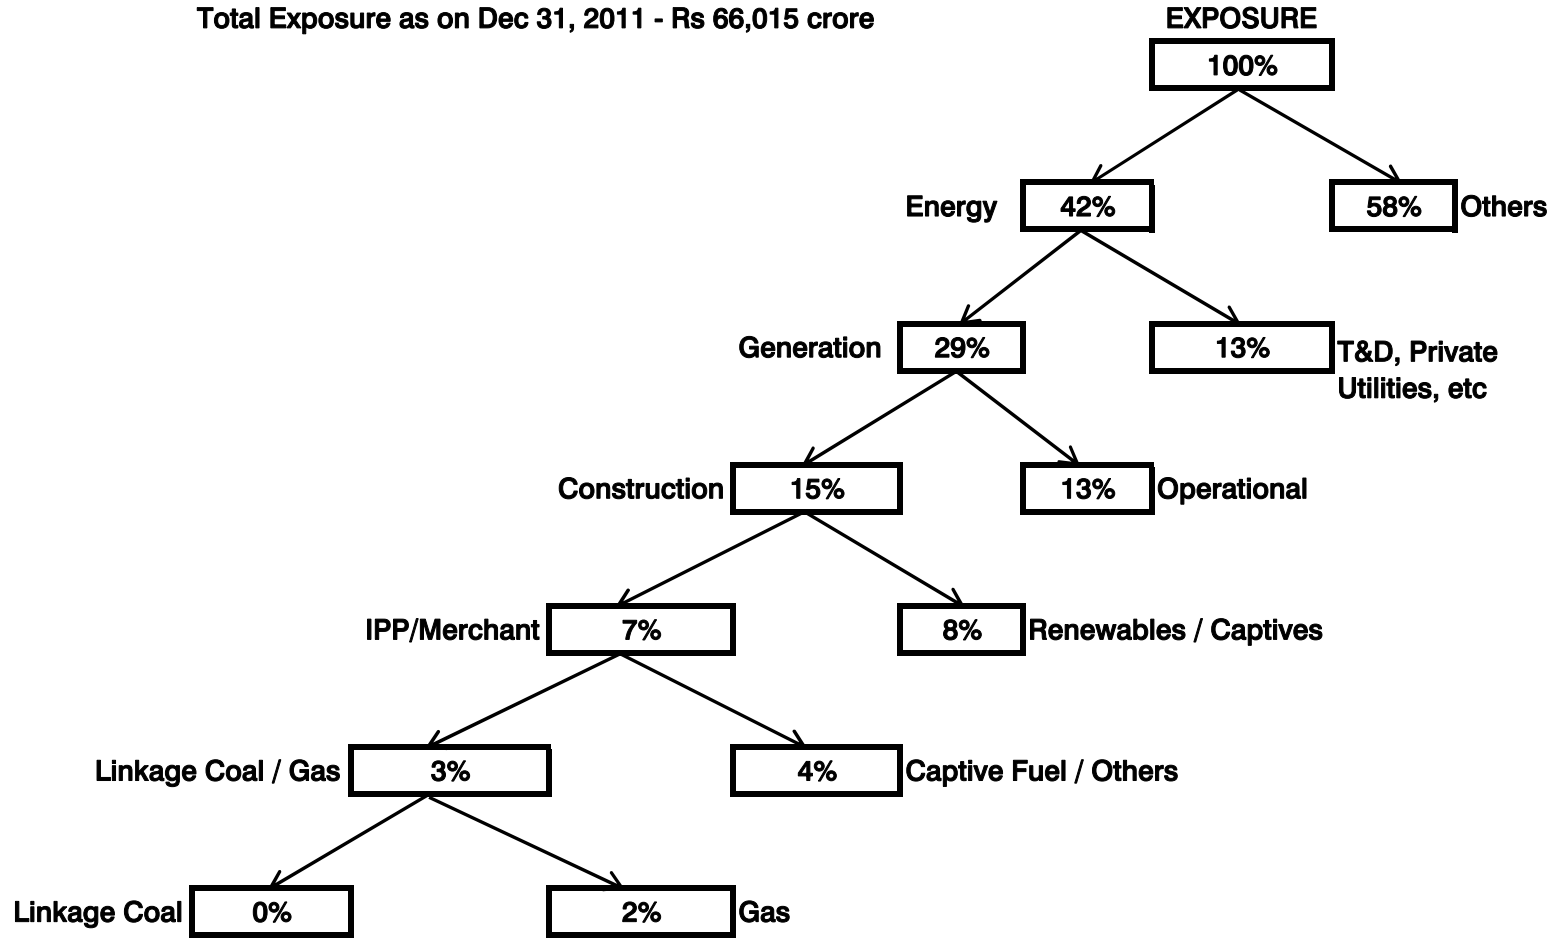 Total Exposure as on Dec 31, 2011 - Rs 66,015 crore
EXPOSURE
100%
Energy
42%
58%
Others
Generation
29%
13%
T&D, Private
Utilities, etc
Construction
15%
13%
Operational
IPP/Merchant
7%
8%
Renewables / Captives
Linkage Coal / Gas
3%
4%
Captive Fuel / Others
Linkage Coal
0%
2%
Gas